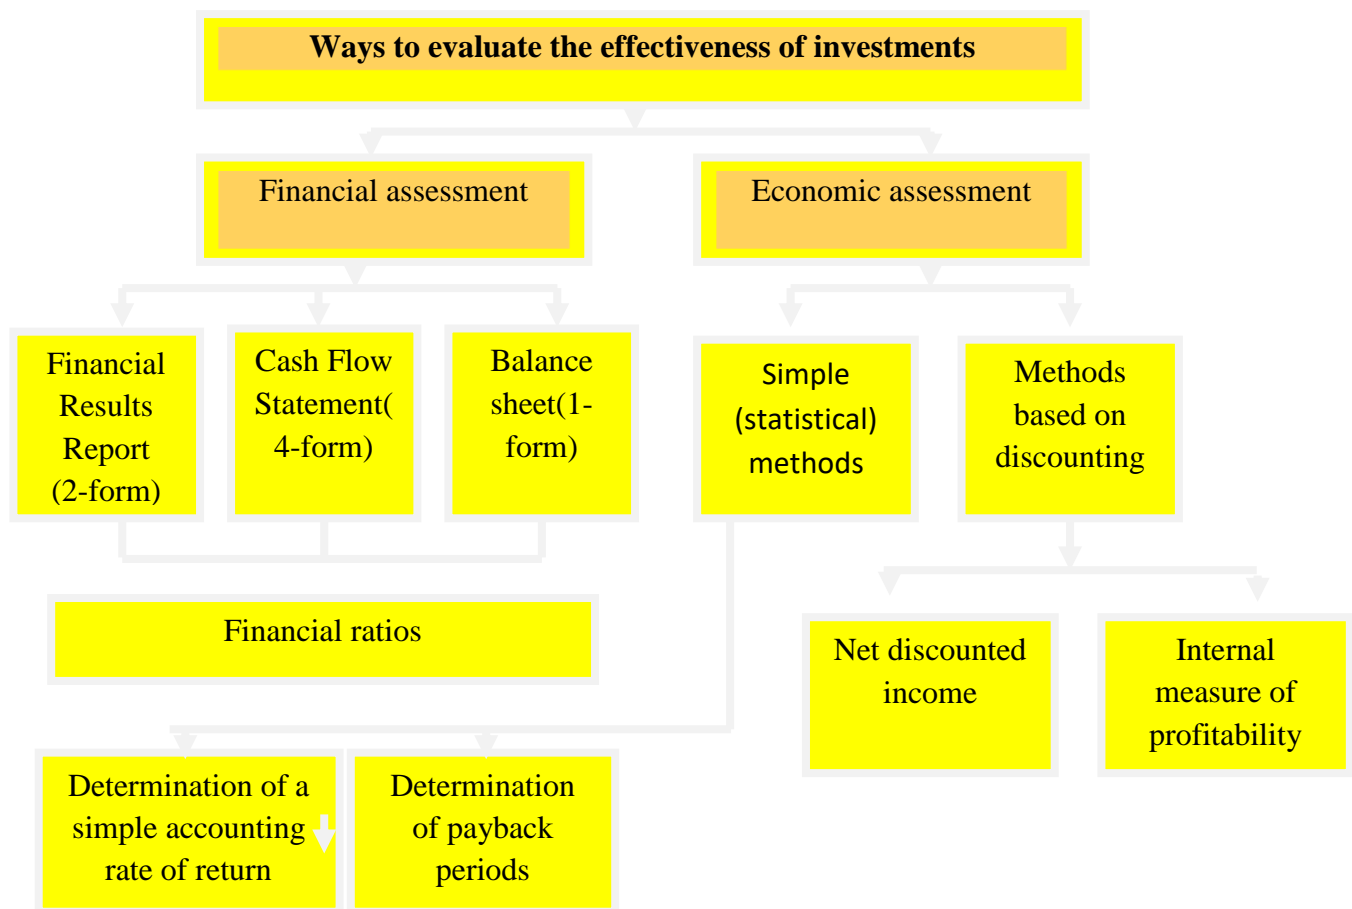 Ways to evaluate the effectiveness of investments
Financial assessment
Economic assessment
Financial
Results
Report
(2-form)
Cash Flow
Statement(
4-form)
Balance
sheet(1-
form)
Simple
(statistical)
methods
Methods
based on
discounting
Financial ratios
Net discounted
income
Internal
measure of
profitability
Determination of a
simple accounting
rate of return
Determination
of payback
periods